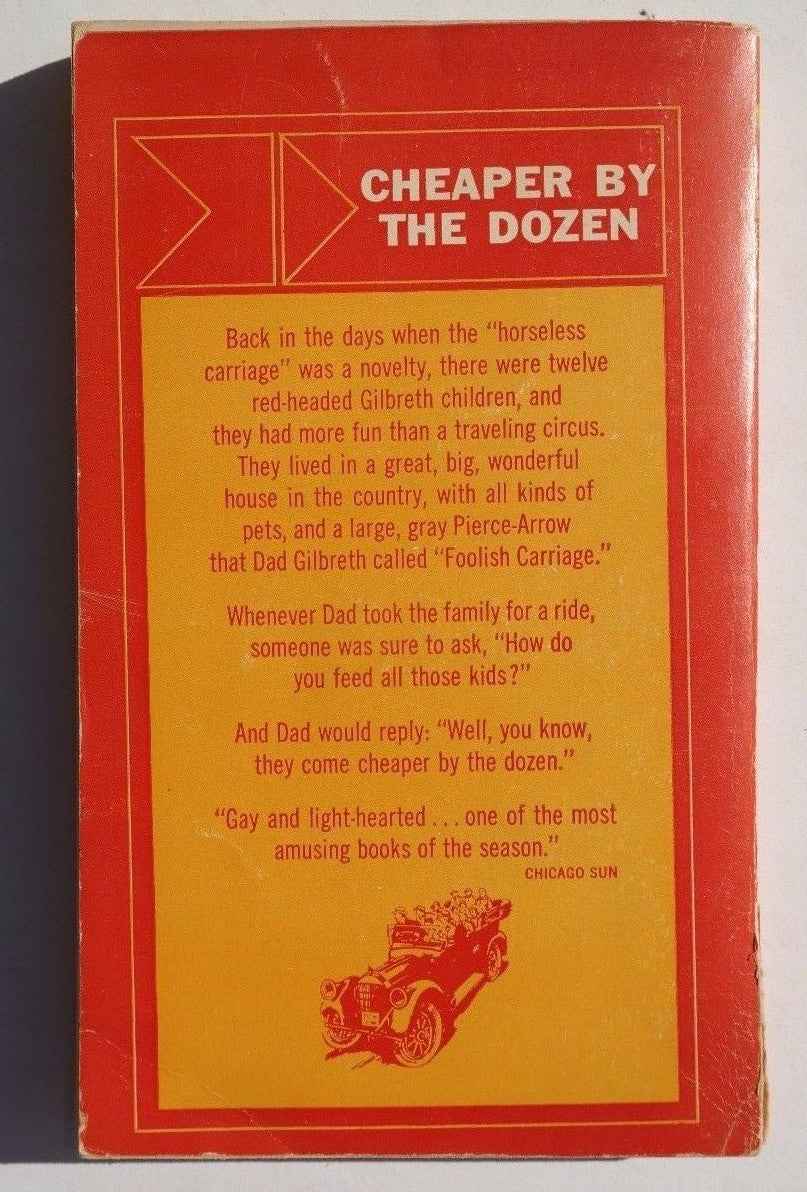 CHEAPER BY
THE DOZEN
Back in the days when the “horseless
carriage” was a novelty, there were twelve
red-headed Gilbreth children, and
they had more fun than a traveling circus.
They lived in a great, big, wonderful
house in the country, with all kinds of
pets, and a large, gray Pierce-Arrow
that Dad Gilbreth called “Foolish Carriage.”
Whenever Dad took the family for a ride,
someone was sure to ask, “How do
you feed all those kids?”
And Dad would reply: “Well, you know,
they come cheaper by the dozen.”
“Gay and light-hearted . . . one of the most
amusing books of the season.”
CHICAGO SUN